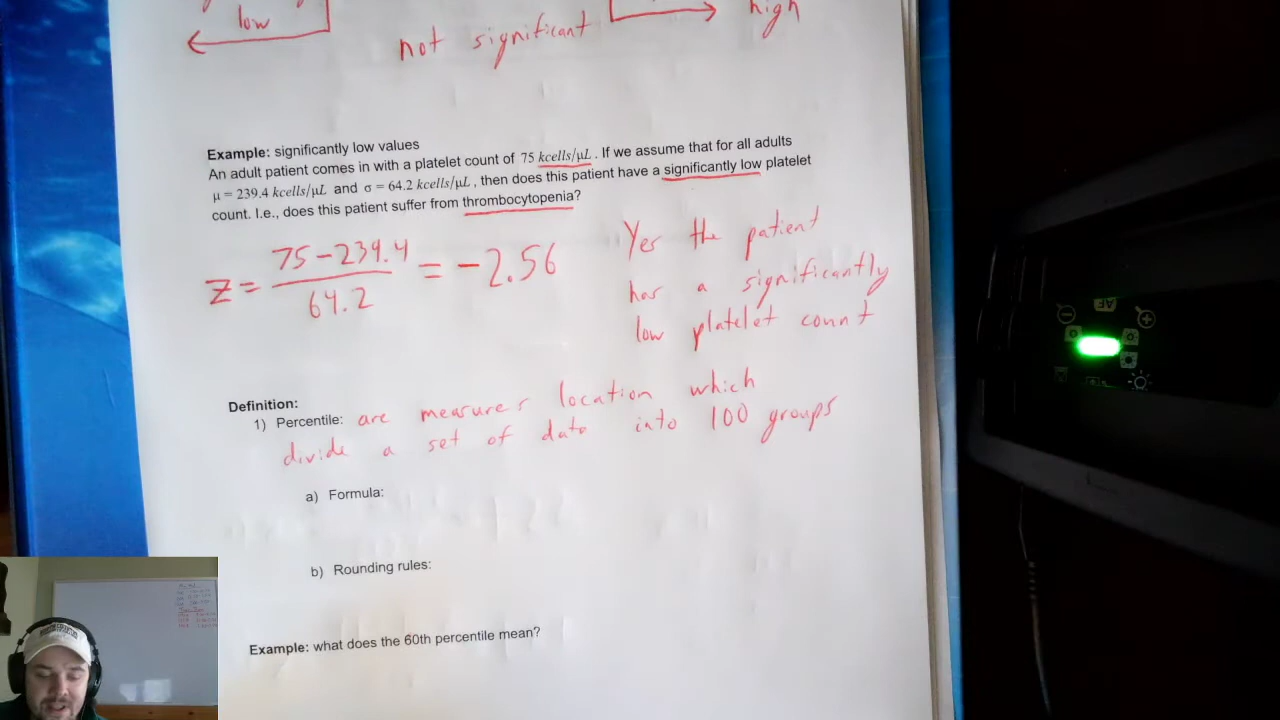 low
not significant
high
Example: significantly low values
An adult patient comes in with a platelet count of 75 kcells/μL. If we assume that for all adults
μ = 239.4 kcells/μL and σ = 64.2 kcells/μL, then does this patient have a significantly low platelet
count. I.e., does this patient suffer from thrombocytopenia?
z = (75 − 239.4)/64.2 = −2.56
Yes the patient
has a significantly
low platelet count
Definition:
1) Percentile: are measures location which
divide a set of data into 100 groups
a) Formula:
b) Rounding rules:
Example: what does the 60th percentile mean?
AF